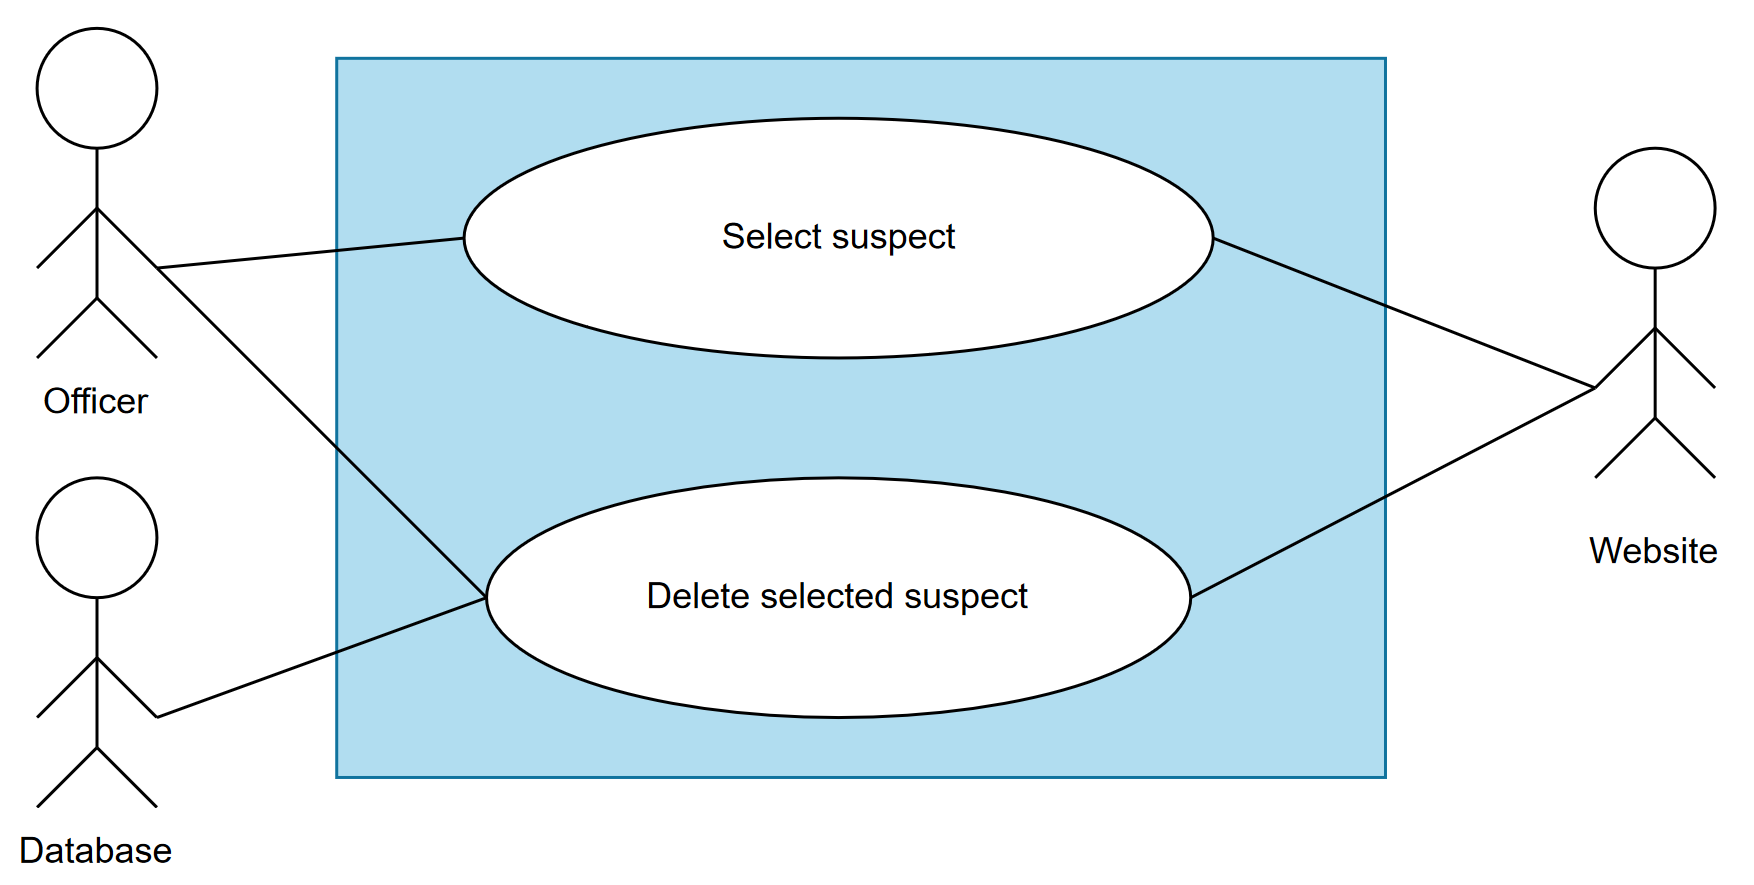 Select suspect
Officer
Website
Delete selected suspect
Database